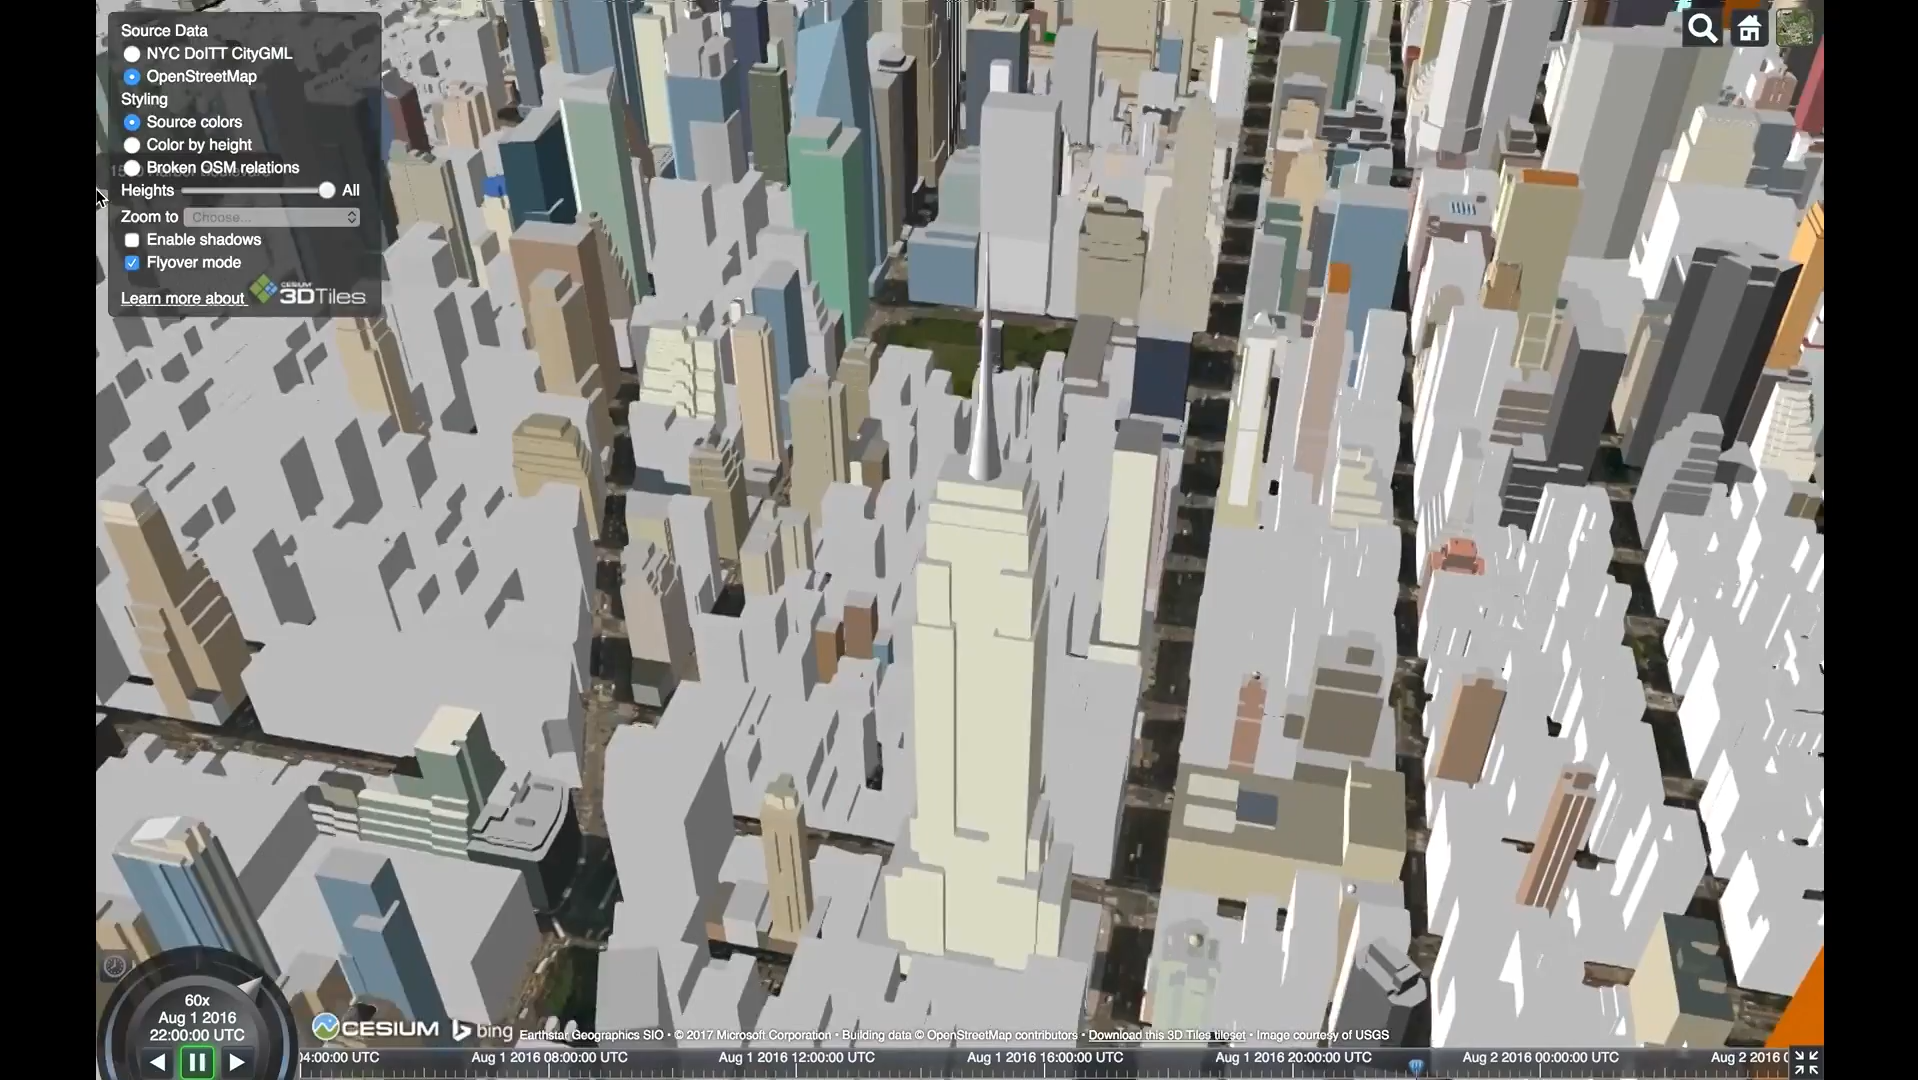 Source Data
NYC DoITT CityGML
OpenStreetMap
Styling
Source colors
Color by height
Broken OSM relations
Heights All
Zoom to Choose...
Enable shadows
Flyover mode
Learn more about CESIUM 3DTiles
60x
Aug 1 2016
22:00:00 UTC
CESIUM bing Earthstar Geographics SIO • © 2017 Microsoft Corporation • Building data © OpenStreetMap contributors • Download this 3D Tiles tileset • Image courtesy of USGS
04:00:00 UTC Aug 1 2016 08:00:00 UTC Aug 1 2016 12:00:00 UTC Aug 1 2016 16:00:00 UTC Aug 1 2016 20:00:00 UTC Aug 2 2016 00:00:00 UTC Aug 2 2016 0